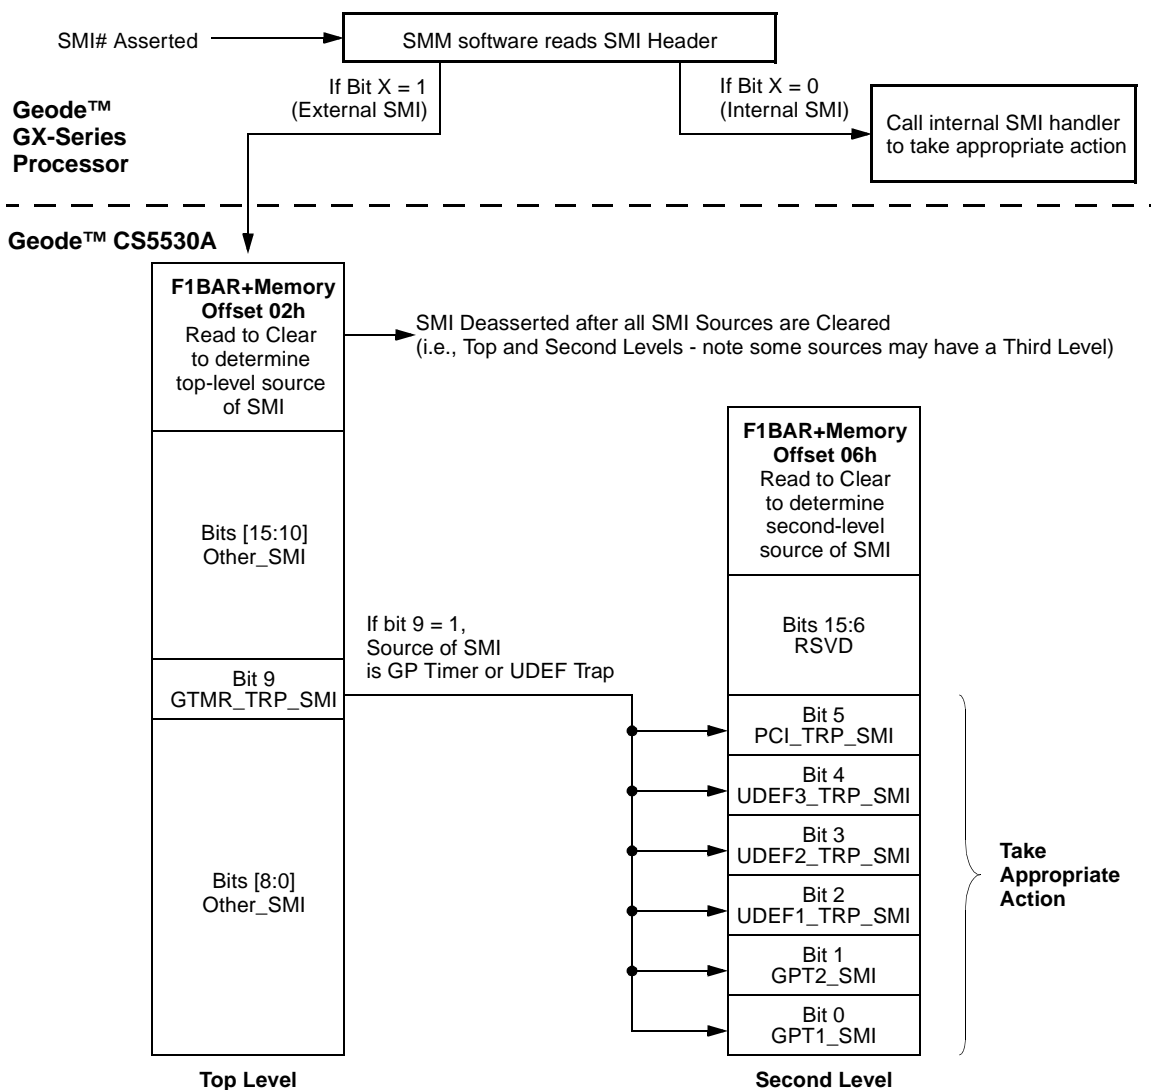 SMI# Asserted
SMM software reads SMI Header
If Bit X = 1
(External SMI)
If Bit X = 0
(Internal SMI)
Geode™
GX-Series
Processor
Call internal SMI handler
to take appropriate action
Geode™ CS5530A
F1BAR+Memory
Offset 02h
Read to Clear
to determine
top-level source
of SMI
SMI Deasserted after all SMI Sources are Cleared
(i.e., Top and Second Levels - note some sources may have a Third Level)
Bits [15:10]
Other_SMI
If bit 9 = 1,
Source of SMI
is GP Timer or UDEF Trap
Bit 9
GTMR_TRP_SMI
Bits [8:0]
Other_SMI
Top Level
F1BAR+Memory
Offset 06h
Read to Clear
to determine
second-level
source of SMI
Bits 15:6
RSVD
Bit 5
PCI_TRP_SMI
Bit 4
UDEF3_TRP_SMI
Bit 3
UDEF2_TRP_SMI
Bit 2
UDEF1_TRP_SMI
Bit 1
GPT2_SMI
Bit 0
GPT1_SMI
Second Level
Take
Appropriate
Action